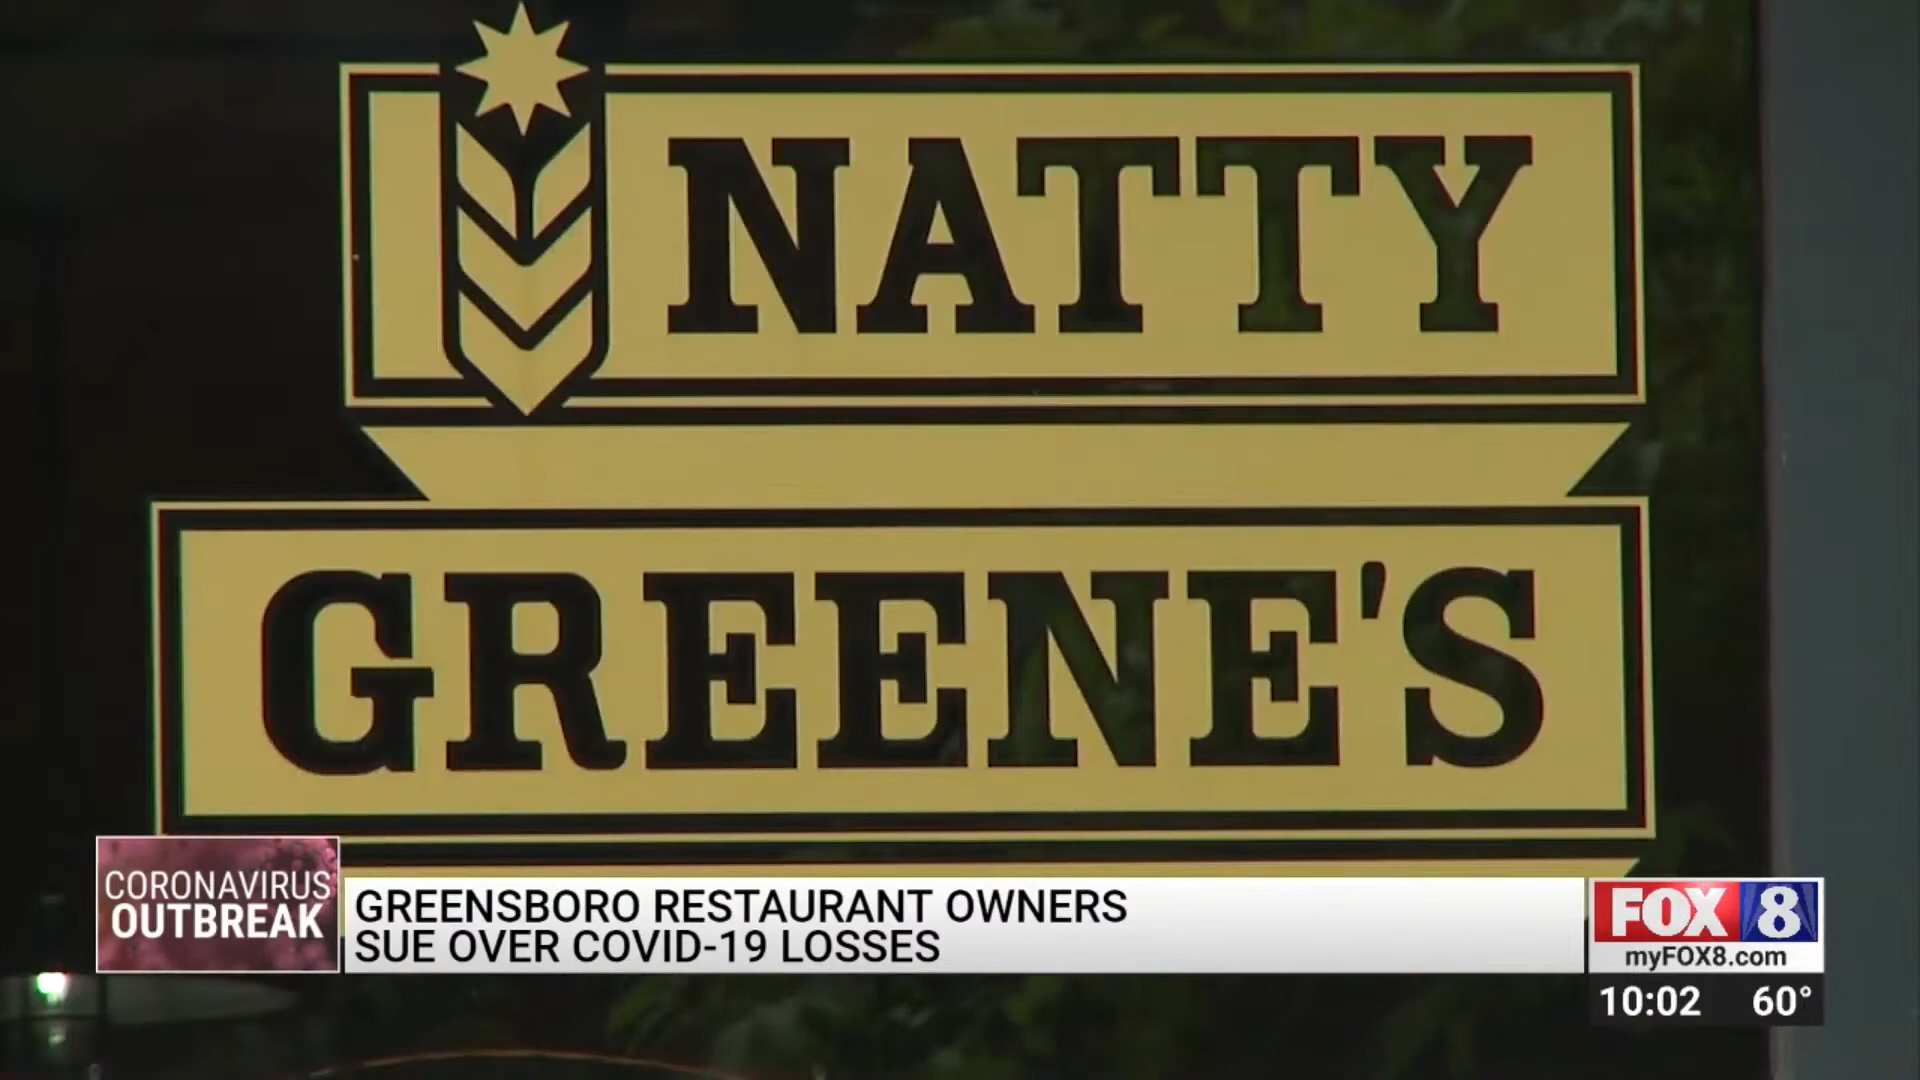 NATTY
GREENE'S
CORONAVIRUS
OUTBREAK
GREENSBORO RESTAURANT OWNERS
SUE OVER COVID-19 LOSSES
FOX 8
myFOX8.com
10:02 60°